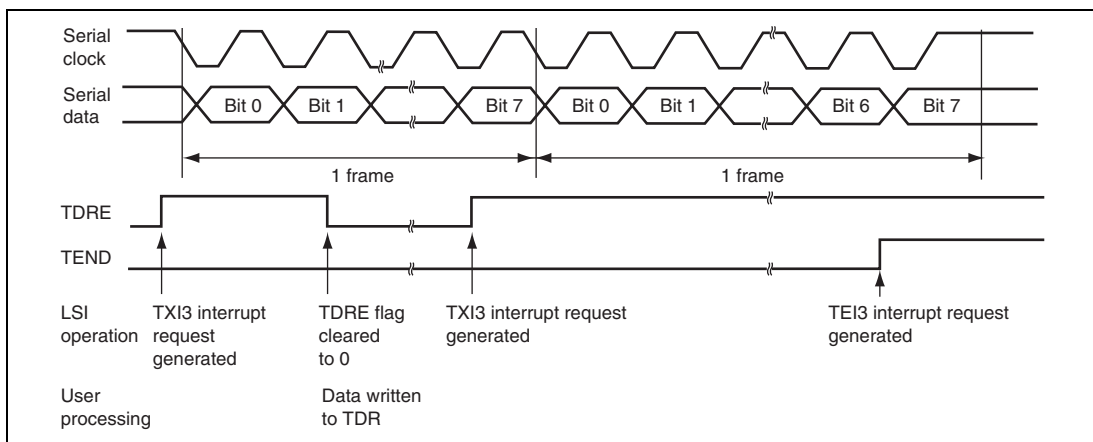 Serial
clock
Serial
data
Bit 0
Bit 1
Bit 7
Bit 0
Bit 1
Bit 6
Bit 7
1 frame
1 frame
TDRE
TEND
LSI
operation
TXI3 interrupt
request
generated
TDRE flag
cleared
to 0
TXI3 interrupt request
generated
TEI3 interrupt request
generated
User
processing
Data written
to TDR